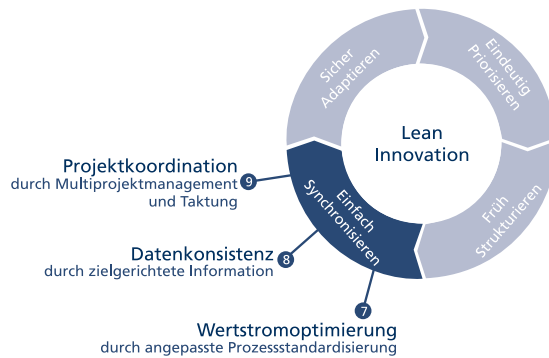 Sicher
Adaptieren
Eindeutig
Priorisieren
Lean
Innovation
Früh
Strukturieren
Einfach
Synchronisieren
Projektkoordination
durch Multiprojektmanagement
und Taktung
9
Datenkonsistenz
durch zielgerichtete Information
8
7
Wertstromoptimierung
durch angepasste Prozessstandardisierung